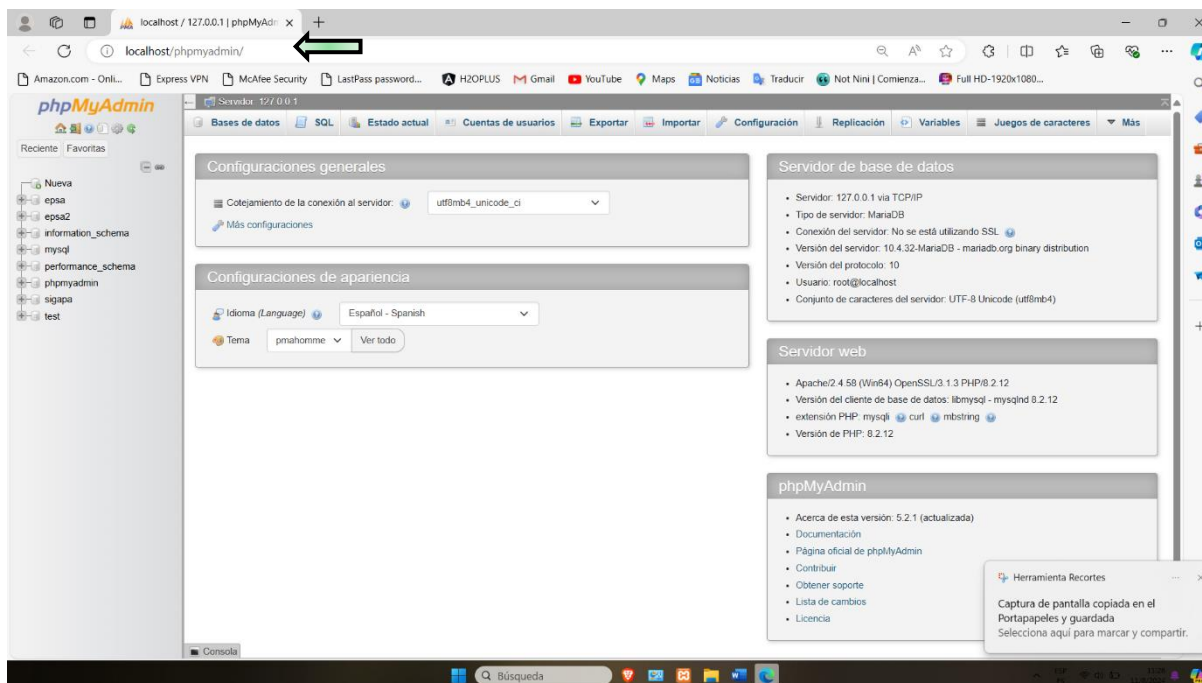 localhost / 127.0.0.1 | phpMyAdn
localhost/phpmyadmin/
Amazon.com - Onli... Express VPN McAfee Security LastPass password... H2OPLUS Gmail YouTube Maps Noticias Traducir Not Nini | Comienza... Full HD-1920x1080...
phpMyAdmin
Reciente Favoritas
Nueva
epsa
epsa2
information_schema
mysql
performance_schema
phpmyadmin
sigapa
test
Servidor: 127.0.0.1
Bases de datos SQL Estado actual Cuentas de usuarios Exportar Importar Configuración Replicación Variables Juegos de caracteres Más
Configuraciones generales
Cotejamiento de la conexión al servidor: utf8mb4_unicode_ci
Más configuraciones
Configuraciones de apariencia
Idioma (Language) Español - Spanish
Tema pmahomme Ver todo
Servidor de base de datos
• Servidor: 127.0.0.1 via TCP/IP
• Tipo de servidor: MariaDB
• Conexión del servidor: No se está utilizando SSL
• Versión del servidor: 10.4.32-MariaDB - mariadb.org binary distribution
• Versión del protocolo: 10
• Usuario: root@localhost
• Conjunto de caracteres del servidor: UTF-8 Unicode (utf8mb4)
Servidor web
• Apache/2.4.58 (Win64) OpenSSL/3.1.3 PHP/8.2.12
• Versión del cliente de base de datos: libmysql - mysqlnd 8.2.12
• extensión PHP: mysqli curl mbstring
• Versión de PHP: 8.2.12
phpMyAdmin
• Acerca de esta versión: 5.2.1 (actualizada)
• Documentación
• Página oficial de phpMyAdmin
• Contribuir
• Obtener soporte
• Lista de cambios
• Licencia
Herramienta Recortes
Captura de pantalla copiada en el
Portapapeles y guardada
Selecciona aquí para marcar y compartir.
Consola
Búsqueda